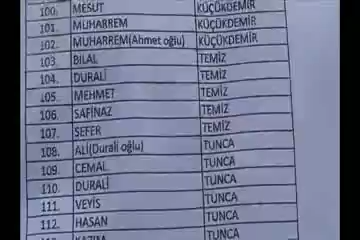 100. MESUT KÜÇÜKDEMİR
101. MUHARREM KÜÇÜKDEMİR
102. MUHARREM(Ahmet oğlu) KÜÇÜKDEMİR
103. BILAL TEMİZ
104. DURALİ TEMİZ
105. MEHMET TEMİZ
106. SAFİNAZ TEMİZ
107. SEFER TEMİZ
108. ALİ(Durali oğlu) TUNCA
109. CEMAL TUNCA
110. DURALİ TUNCA
111. VEYİS TUNCA
112. HASAN TUNCA
TUNCA